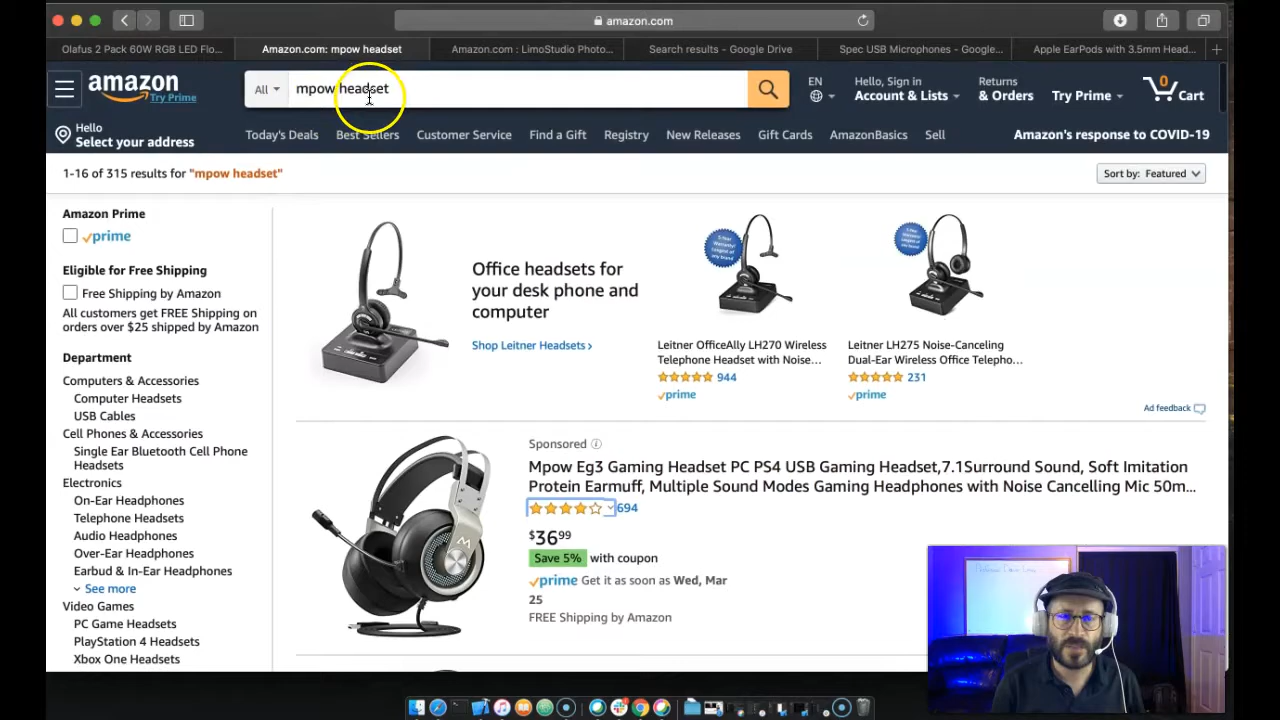 amazon.com
Olafus 2 Pack 60W RGB LED Flo...
Amazon.com: mpow headset
Amazon.com : LimoStudio Photo...
Search results - Google Drive
Spec USB Microphones - Google...
Apple EarPods with 3.5mm Head...
amazon
Try Prime
All
mpow headset
EN
Hello, Sign in
Account & Lists
Returns
& Orders
Try Prime
0
Cart
Hello
Select your address
Today's Deals
Best Sellers
Customer Service
Find a Gift
Registry
New Releases
Gift Cards
AmazonBasics
Sell
Amazon's response to COVID-19
1-16 of 315 results for "mpow headset"
Sort by: Featured
Amazon Prime
prime
Eligible for Free Shipping
Free Shipping by Amazon
All customers get FREE Shipping on
orders over $25 shipped by Amazon
Department
Computers & Accessories
Computer Headsets
USB Cables
Cell Phones & Accessories
Single Ear Bluetooth Cell Phone
Headsets
Electronics
On-Ear Headphones
Telephone Headsets
Audio Headphones
Over-Ear Headphones
Earbud & In-Ear Headphones
See more
Video Games
PC Game Headsets
PlayStation 4 Headsets
Xbox One Headsets
Office headsets for
your desk phone and
computer
Shop Leitner Headsets ›
Leitner OfficeAlly LH270 Wireless
Telephone Headset with Noise...
944
prime
Leitner LH275 Noise-Canceling
Dual-Ear Wireless Office Telepho...
231
prime
Ad feedback
Sponsored
Mpow Eg3 Gaming Headset PC PS4 USB Gaming Headset,7.1Surround Sound, Soft Imitation
Protein Earmuff, Multiple Sound Modes Gaming Headphones with Noise Cancelling Mic 50m...
694
$36.99
Save 5% with coupon
prime Get it as soon as Wed, Mar
25
FREE Shipping by Amazon